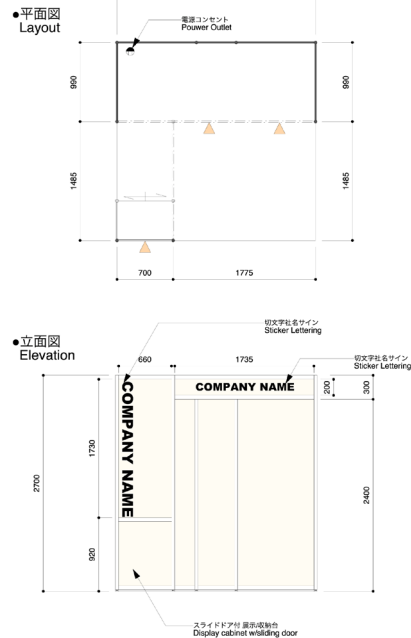 ●平面図
Layout
電源コンセント
Pouwer Outlet
990
990
1485
1485
700
1775
●立面図
Elevation
切文字社名サイン
Sticker Lettering
切文字社名サイン
Sticker Lettering
660
1735
COMPANY NAME
COMPANY NAME
200
300
1730
2700
2400
920
スライドドア付 展示/収納台
Display cabinet w/sliding door